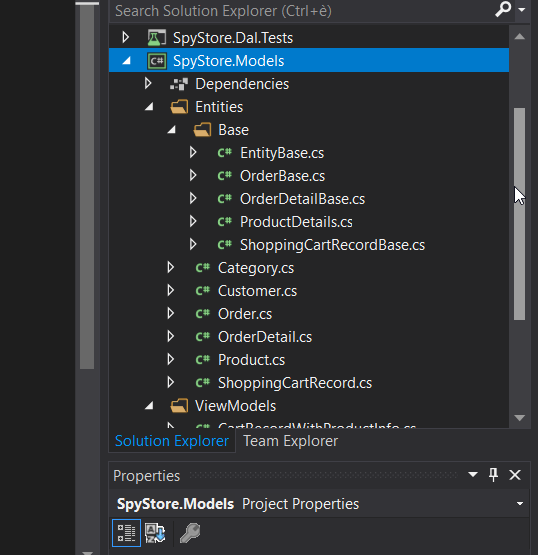 Search Solution Explorer (Ctrl+è)
SpyStore.Dal.Tests
C# SpyStore.Models
Dependencies
Entities
Base
C# EntityBase.cs
C# OrderBase.cs
C# OrderDetailBase.cs
C# ProductDetails.cs
C# ShoppingCartRecordBase.cs
C# Category.cs
C# Customer.cs
C# Order.cs
C# OrderDetail.cs
C# Product.cs
C# ShoppingCartRecord.cs
ViewModels
C# CartRecordWithProductInfo.cs
Solution Explorer Team Explorer
Properties
SpyStore.Models Project Properties